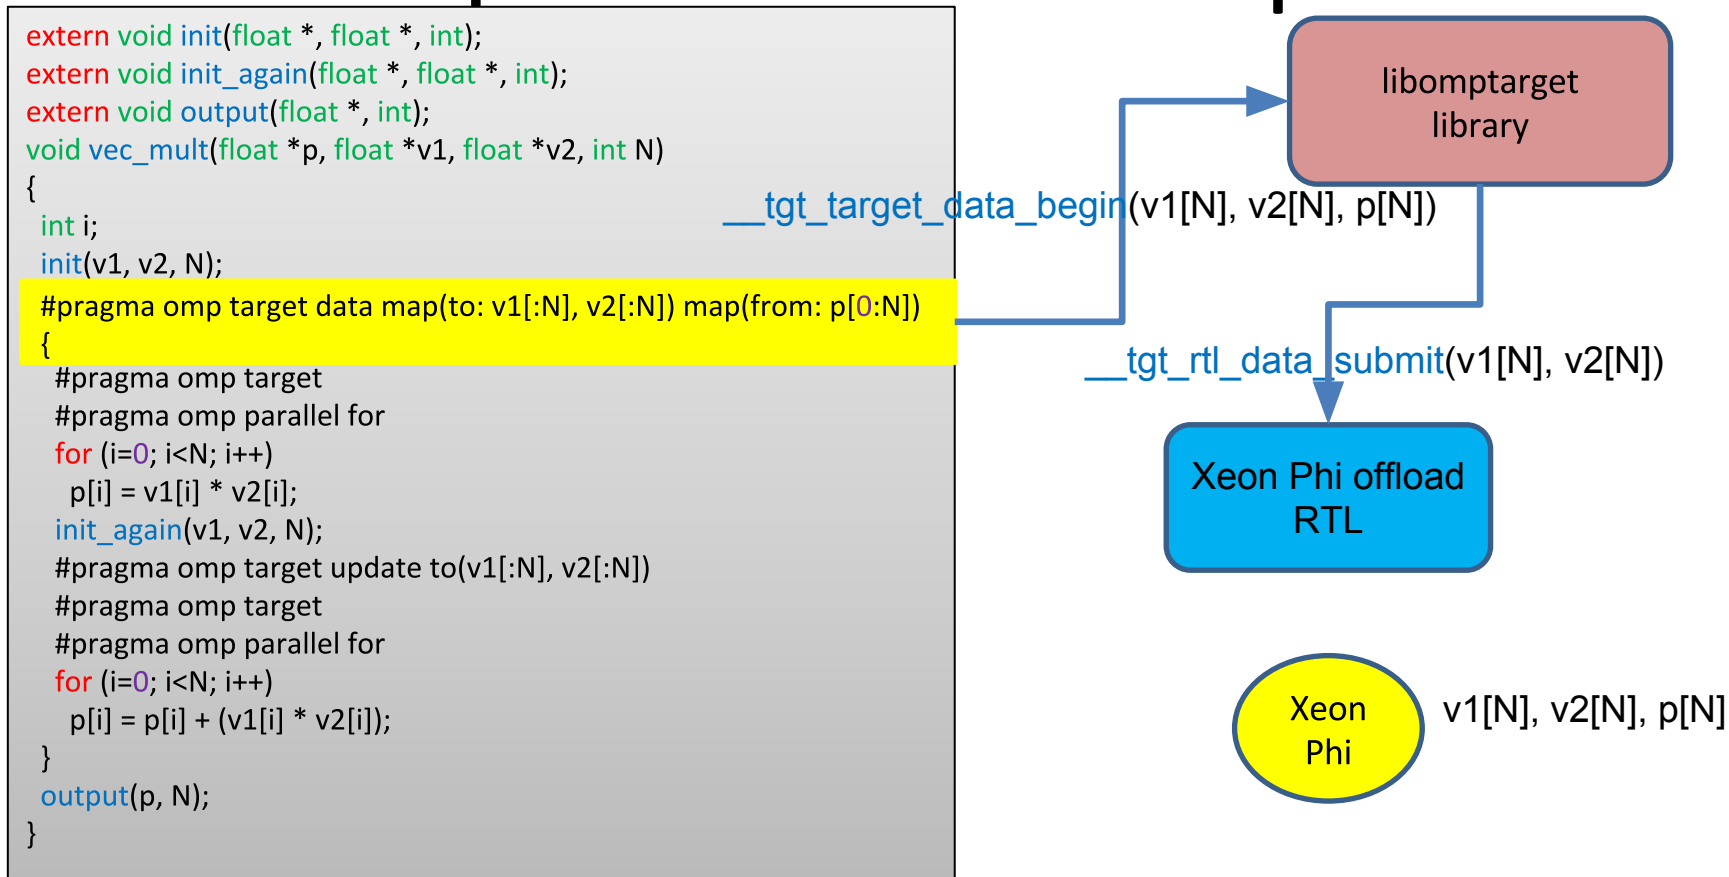 extern void init(float *, float *, int);
extern void init_again(float *, float *, int);
extern void output(float *, int);
void vec_mult(float *p, float *v1, float *v2, int N)
{
int i;
init(v1, v2, N);
#pragma omp target data map(to: v1[:N], v2[:N]) map(from: p[0:N])
{
#pragma omp target
#pragma omp parallel for
for (i=0; i<N; i++)
p[i] = v1[i] * v2[i];
init_again(v1, v2, N);
#pragma omp target update to(v1[:N], v2[:N])
#pragma omp target
#pragma omp parallel for
for (i=0; i<N; i++)
p[i] = p[i] + (v1[i] * v2[i]);
}
output(p, N);
}
libomptarget
library
__tgt_target_data_begin(v1[N], v2[N], p[N])
__tgt_rtl_data_submit(v1[N], v2[N])
Xeon Phi offload
RTL
Xeon
Phi
v1[N], v2[N], p[N]